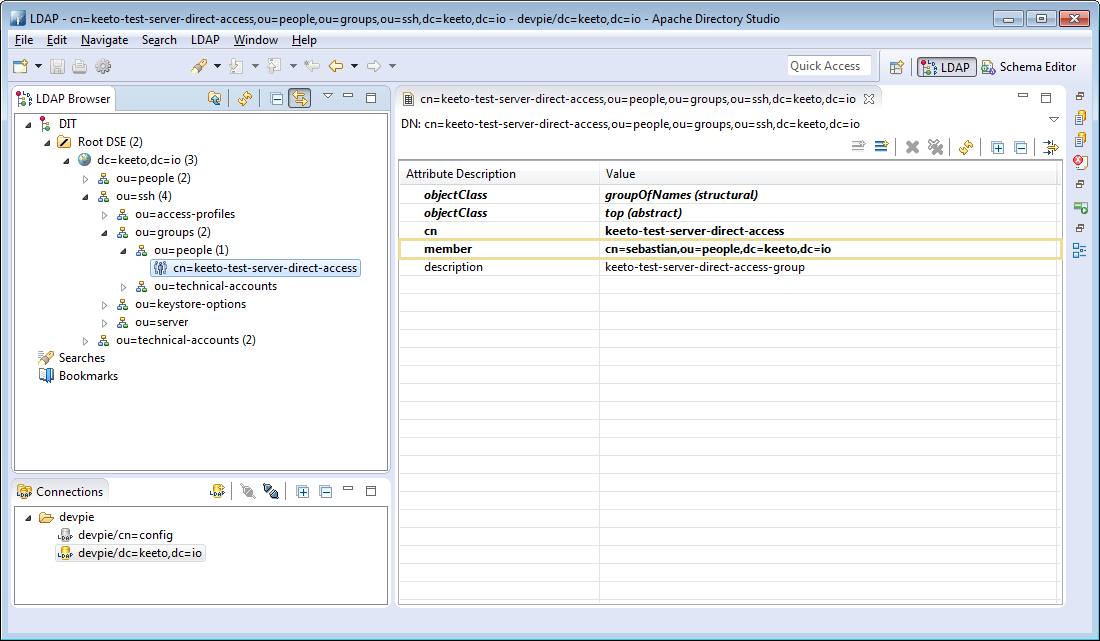 LDAP - cn=keeto-test-server-direct-access,ou=people,ou=groups,ou=ssh,dc=keeto,dc=io - devpie/dc=keeto,dc=io - Apache Directory Studio
File Edit Navigate Search LDAP Window Help
Quick Access
LDAP
Schema Editor
LDAP Browser
DIT
Root DSE (2)
dc=keeto,dc=io (3)
ou=people (2)
ou=ssh (4)
ou=access-profiles
ou=groups (2)
ou=people (1)
cn=keeto-test-server-direct-access
ou=technical-accounts
ou=keystore-options
ou=server
ou=technical-accounts (2)
Searches
Bookmarks
Connections
devpie
devpie/cn=config
devpie/dc=keeto,dc=io
cn=keeto-test-server-direct-access,ou=people,ou=groups,ou=ssh,dc=keeto,dc=io
DN: cn=keeto-test-server-direct-access,ou=people,ou=groups,ou=ssh,dc=keeto,dc=io
Attribute Description Value
objectClass groupOfNames (structural)
objectClass top (abstract)
cn keeto-test-server-direct-access
member cn=sebastian,ou=people,dc=keeto,dc=io
description keeto-test-server-direct-access-group